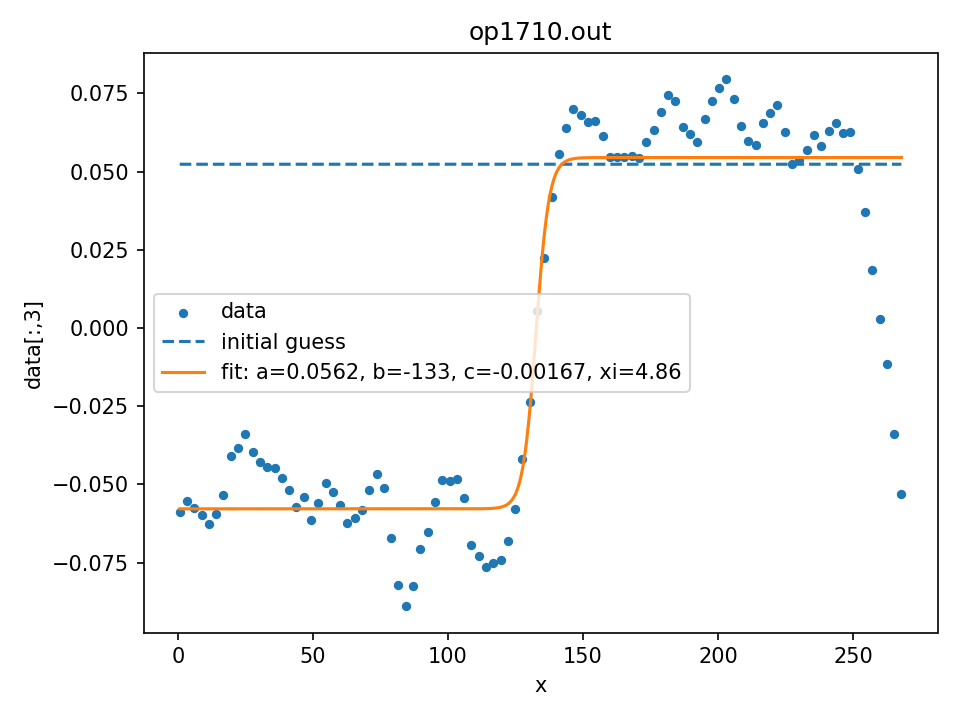 op1710.out
0.075
0.050
0.025
0.000
−0.025
−0.050
−0.075
data[:,3]
data
initial guess
fit: a=0.0562, b=-133, c=-0.00167, xi=4.86
0 50 100 150 200 250
x